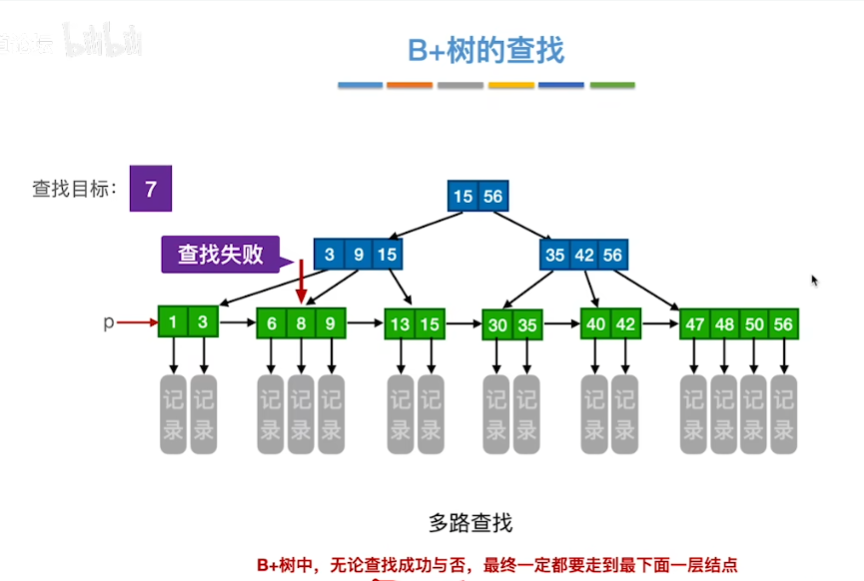 bilibili
B+树的查找
查找目标： 7
15 56
查找失败
3 9 15
35 42 56
p
1 3
6 8 9
13 15
30 35
40 42
47 48 50 56
记录 记录 记录 记录 记录 记录 记录 记录 记录 记录 记录 记录 记录 记录 记录
多路查找
B+树中，无论查找成功与否，最终一定都要走到最下面一层结点